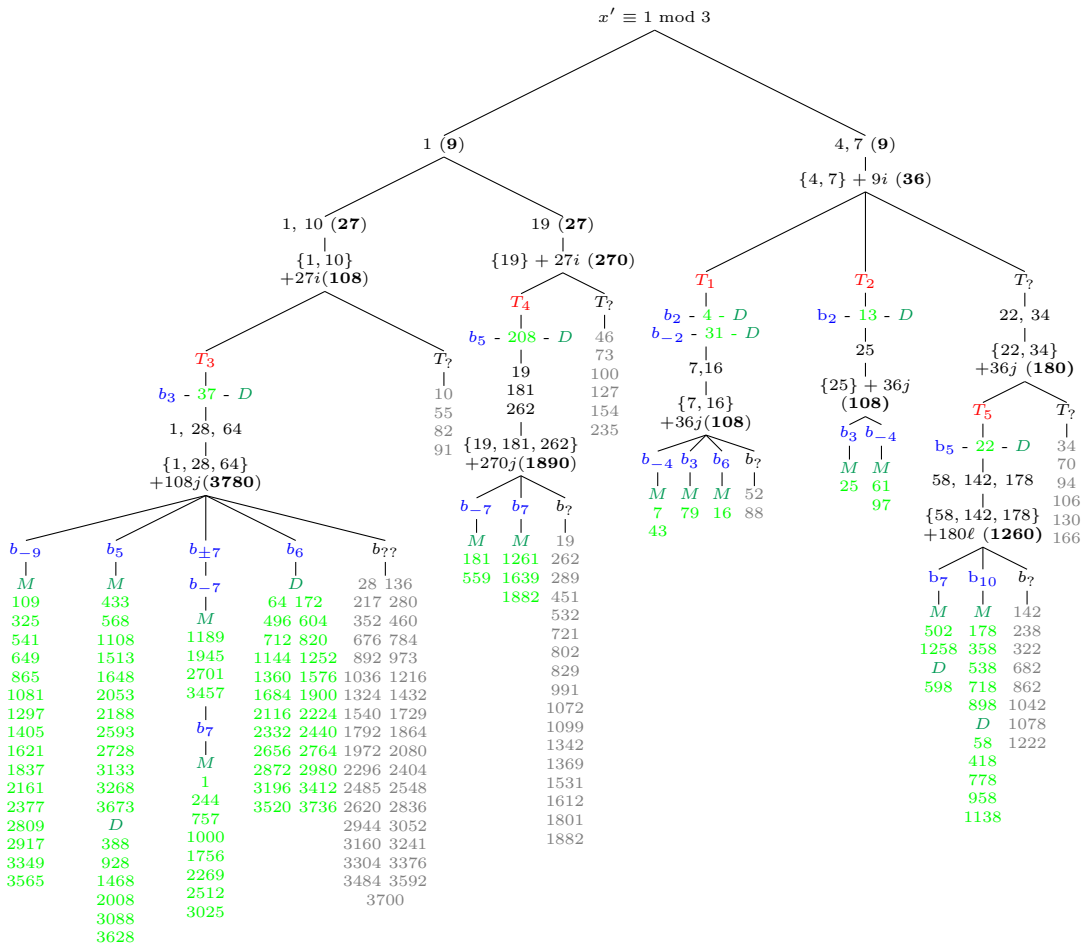 x′ ≡ 1 mod 3
1 (9)
4, 7 (9)
{4, 7} + 9i (36)
1, 10 (27)
{1, 10}
+27i(108)
19 (27)
{19} + 27i (270)
T3
b3 - 37 - D
1, 28, 64
{1, 28, 64}
+108j(3780)
b−9
M
109
325
541
649
865
1081
1297
1405
1621
1837
2161
2377
2809
2917
3349
3565
b5
M
433
568
1108
1513
1648
2053
2188
2593
2728
3133
3268
3673
D
388
928
1468
2008
3088
3628
b±7
b−7
M
1189
1945
2701
3457
b7
M
1
244
757
1000
1756
2269
2512
3025
b6
D
64 172
496 604
712 820
1144 1252
1360 1576
1684 1900
2116 2224
2332 2440
2656 2764
2872 2980
3196 3412
3520 3736
b??
28 136
217 280
352 460
676 784
892 973
1036 1216
1324 1432
1540 1729
1792 1864
1972 2080
2296 2404
2485 2548
2620 2836
2944 3052
3160 3241
3304 3376
3484 3592
3700
T?
10
55
82
91
T4
b5 - 208 - D
19
181
262
{19, 181, 262}
+270j(1890)
b−7
M
181
559
b7
M
1261
1639
1882
b?
19
262
289
451
532
721
802
829
991
1072
1099
1342
1369
1531
1612
1801
1882
T?
46
73
100
127
154
235
T1
b2 - 4 - D
b−2 - 31 - D
7,16
{7, 16}
+36j(108)
b−4
M
7
43
b3
M
79
b6
M
16
b?
52
88
T2
b2 - 13 - D
25
{25} + 36j
(108)
b3
M
25
b−4
M
61
97
T?
22, 34
{22, 34}
+36j (180)
T5
b5 - 22 - D
58, 142, 178
{58, 142, 178}
+180ℓ (1260)
b7
M
502
1258
D
598
b10
M
178
358
538
718
898
D
58
418
778
958
1138
b?
142
238
322
682
862
1042
1078
1222
T?
34
70
94
106
130
166